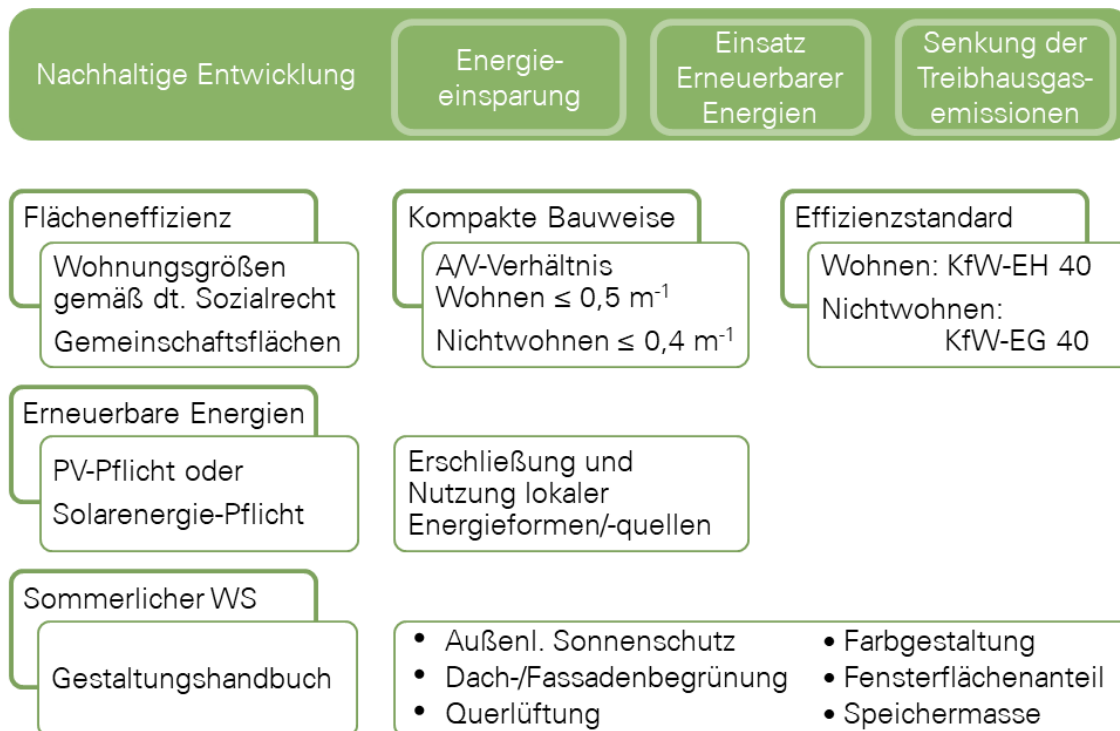 Nachhaltige Entwicklung
Energie-
einsparung
Einsatz
Erneuerbarer
Energien
Senkung der
Treibhausgas-
emissionen
Flächeneffizienz
Wohnungsgrößen
gemäß dt. Sozialrecht
Gemeinschaftsflächen
Kompakte Bauweise
A/V-Verhältnis
Wohnen ≤ 0,5 m⁻¹
Nichtwohnen ≤ 0,4 m⁻¹
Effizienzstandard
Wohnen: KfW-EH 40
Nichtwohnen:
KfW-EG 40
Erneuerbare Energien
PV-Pflicht oder
Solarenergie-Pflicht
Erschließung und
Nutzung lokaler
Energieformen/-quellen
Sommerlicher WS
Gestaltungshandbuch
• Außenl. Sonnenschutz
• Dach-/Fassadenbegrünung
• Querlüftung
• Farbgestaltung
• Fensterflächenanteil
• Speichermasse